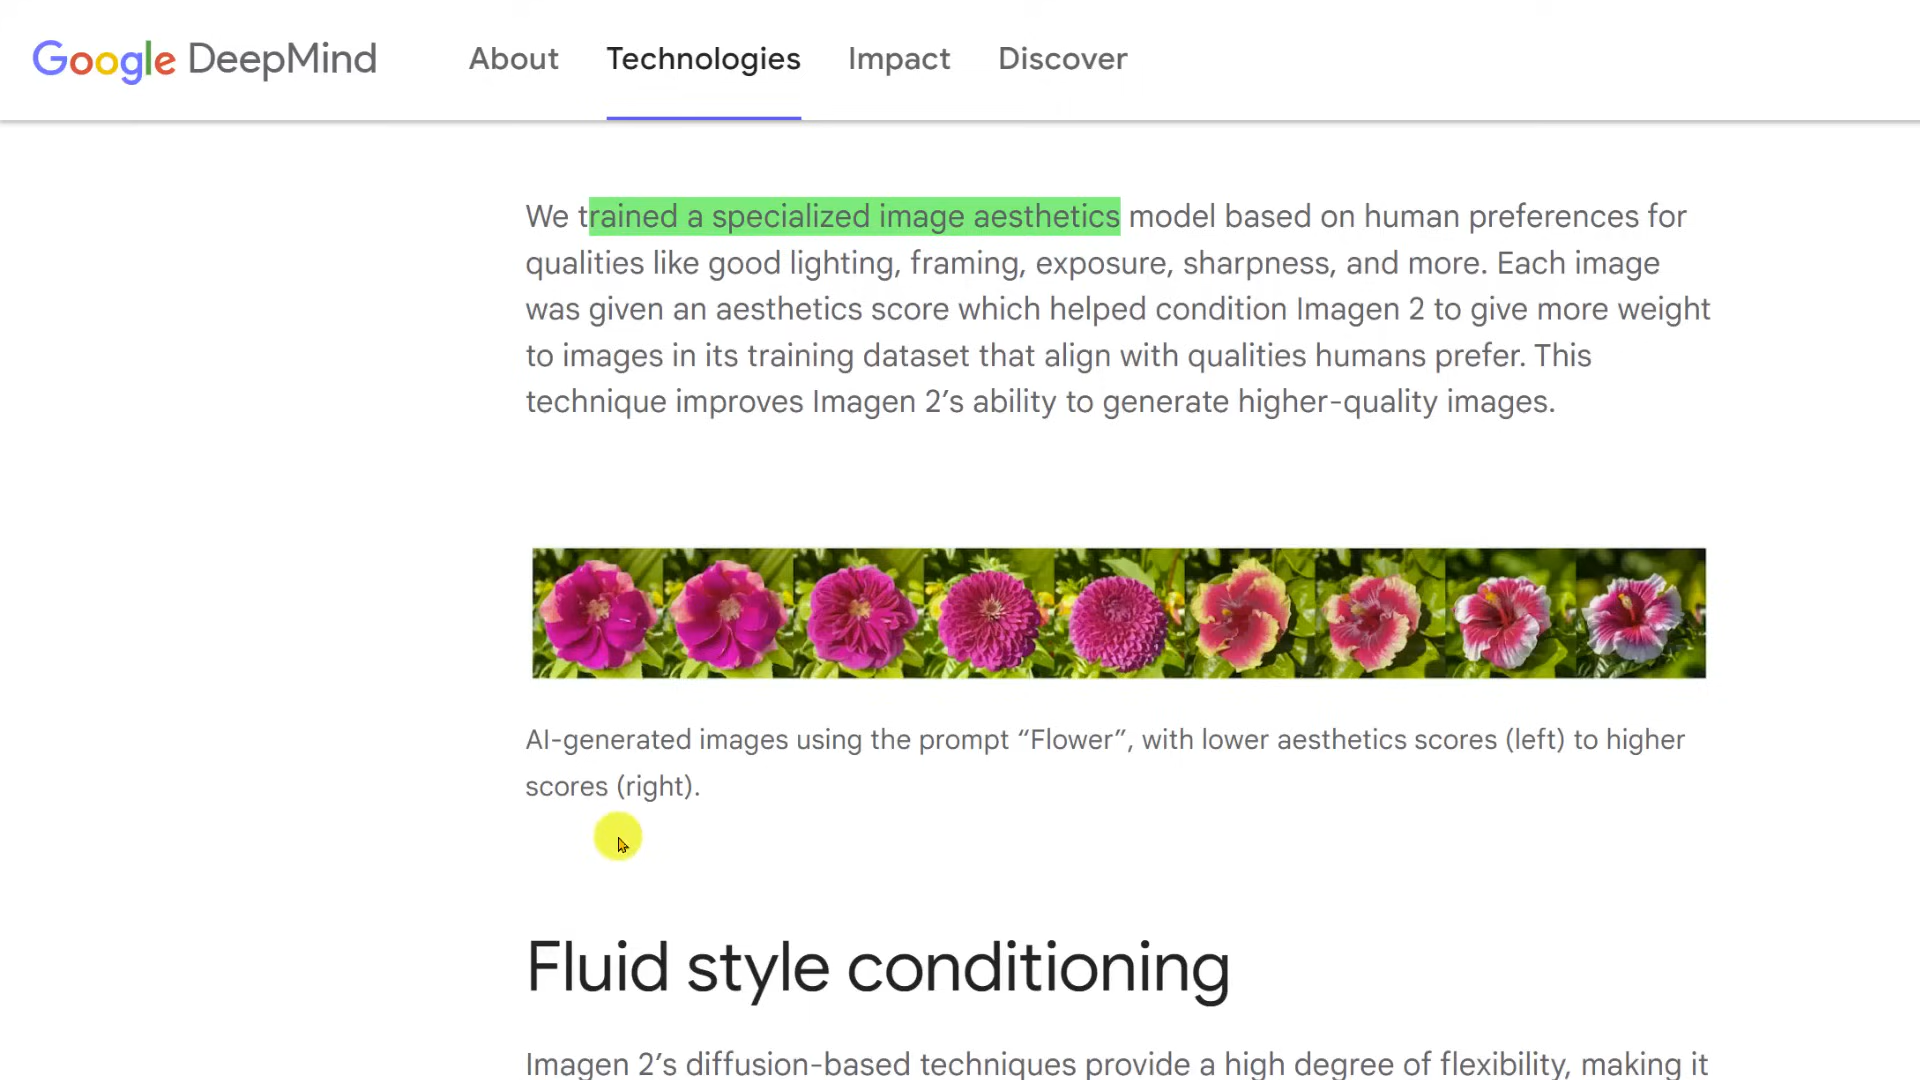 Google DeepMind About Technologies Impact Discover
We trained a specialized image aesthetics model based on human preferences for
qualities like good lighting, framing, exposure, sharpness, and more. Each image
was given an aesthetics score which helped condition Imagen 2 to give more weight
to images in its training dataset that align with qualities humans prefer. This
technique improves Imagen 2’s ability to generate higher-quality images.
AI-generated images using the prompt “Flower”, with lower aesthetics scores (left) to higher
scores (right).
Fluid style conditioning
Imagen 2’s diffusion-based techniques provide a high degree of flexibility, making it